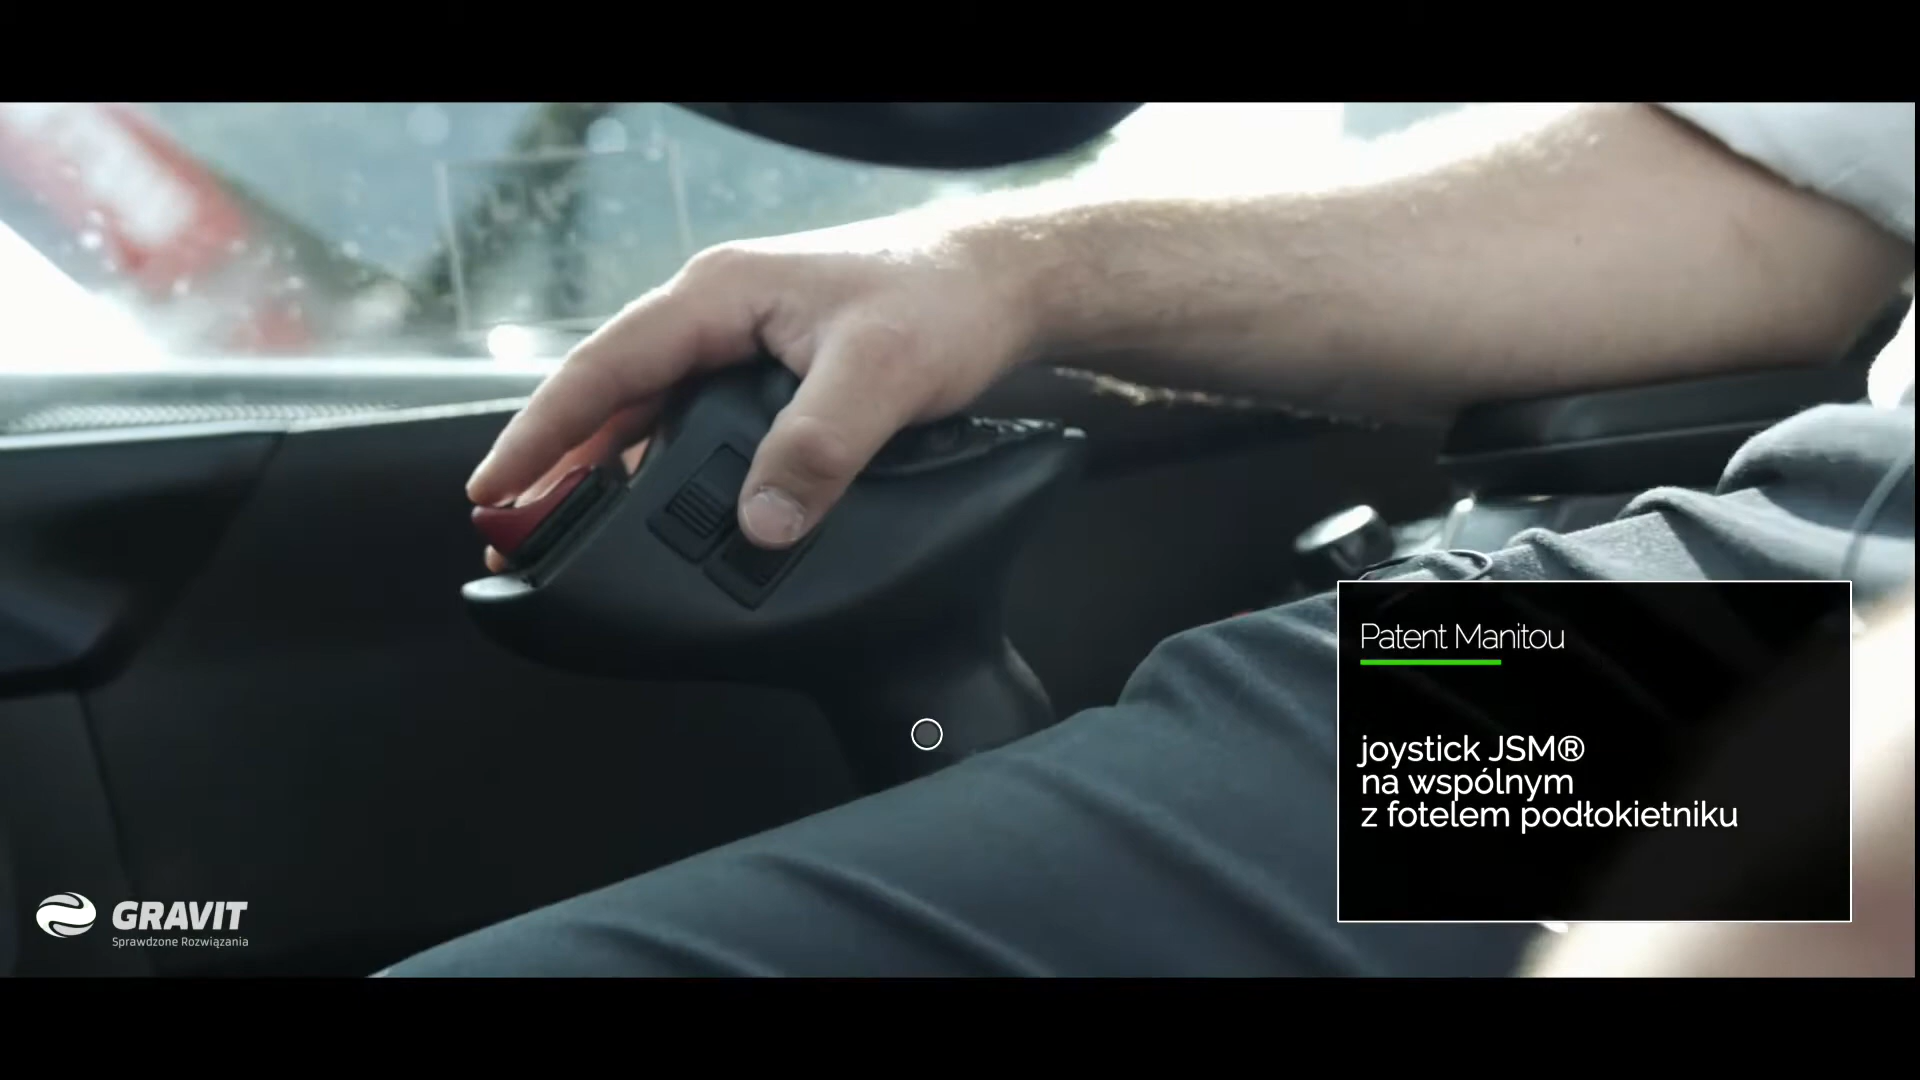 Patent Manitou
joystick JSM®
na wspólnym
z fotelem podłokietniku
GRAVIT
Sprawdzone Rozwiązania